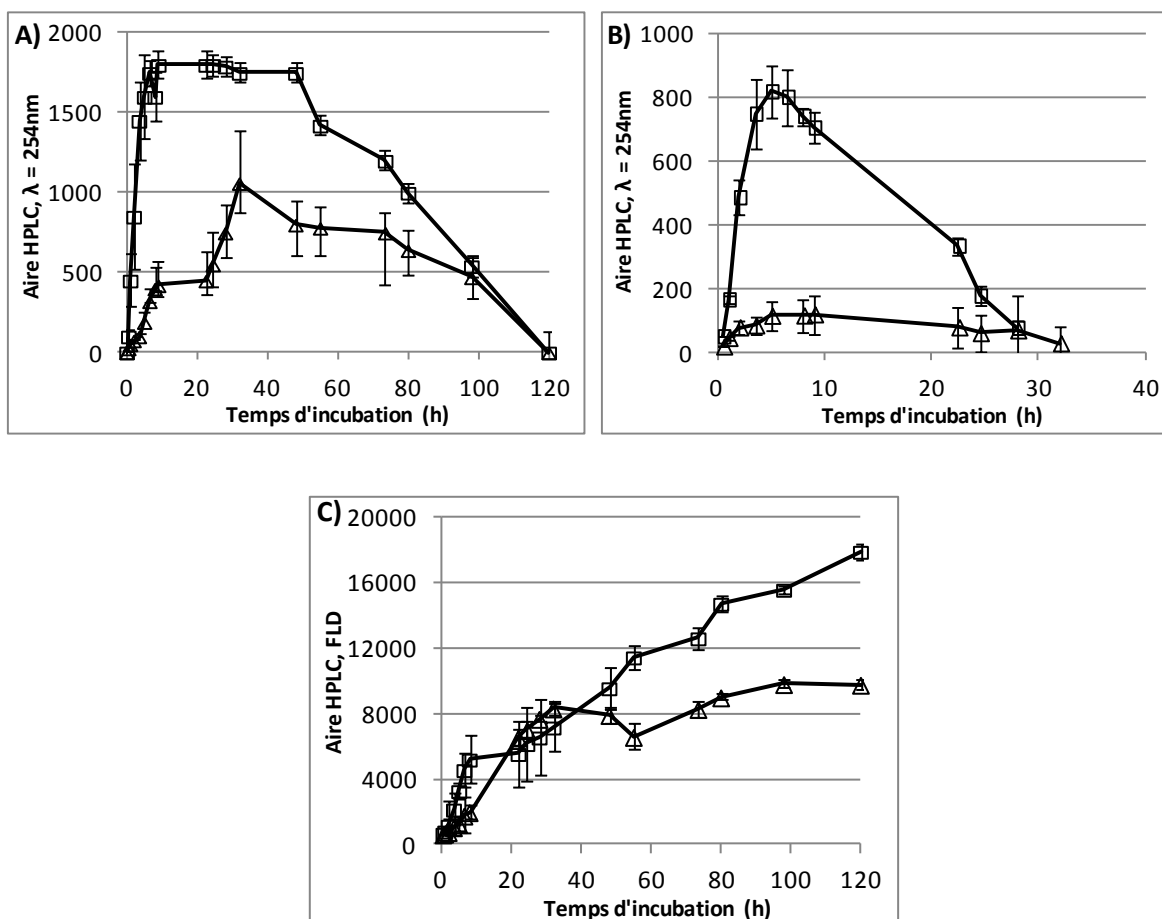 A)
Aire HPLC, λ = 254nm
2000
1500
1000
500
0
0 20 40 60 80 100 120
Temps d'incubation (h)
B)
Aire HPLC, λ = 254nm
1000
800
600
400
200
0
0 10 20 30 40
Temps d'incubation (h)
C)
Aire HPLC, FLD
20000
16000
12000
8000
4000
0
0 20 40 60 80 100 120
Temps d'incubation (h)